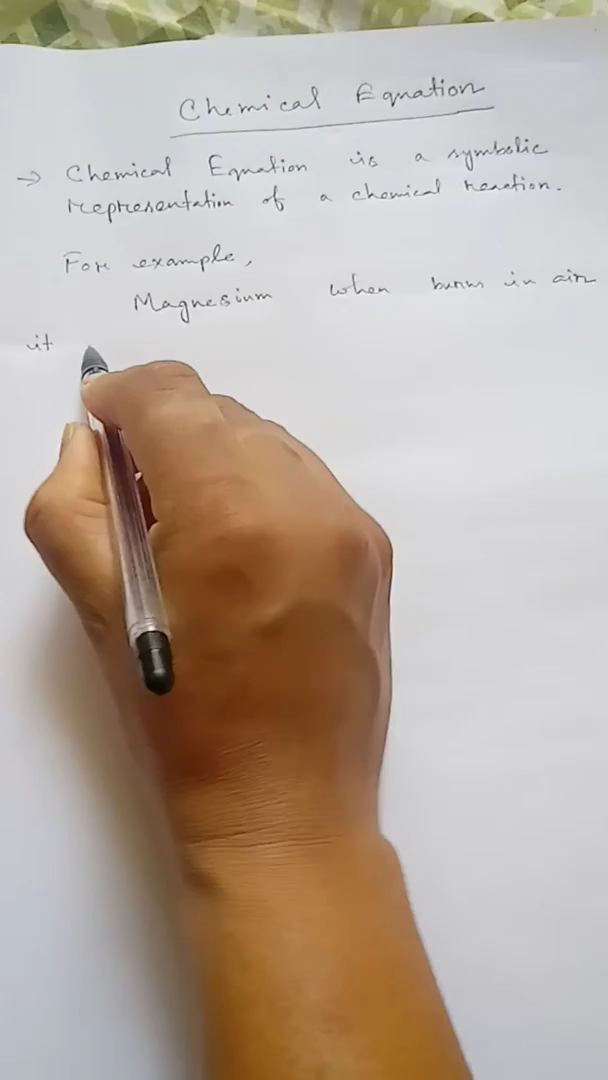 Chemical Equation
→ Chemical Equation is a symbolic
representation of a chemical reaction.
For example,
Magnesium when burns in air
it